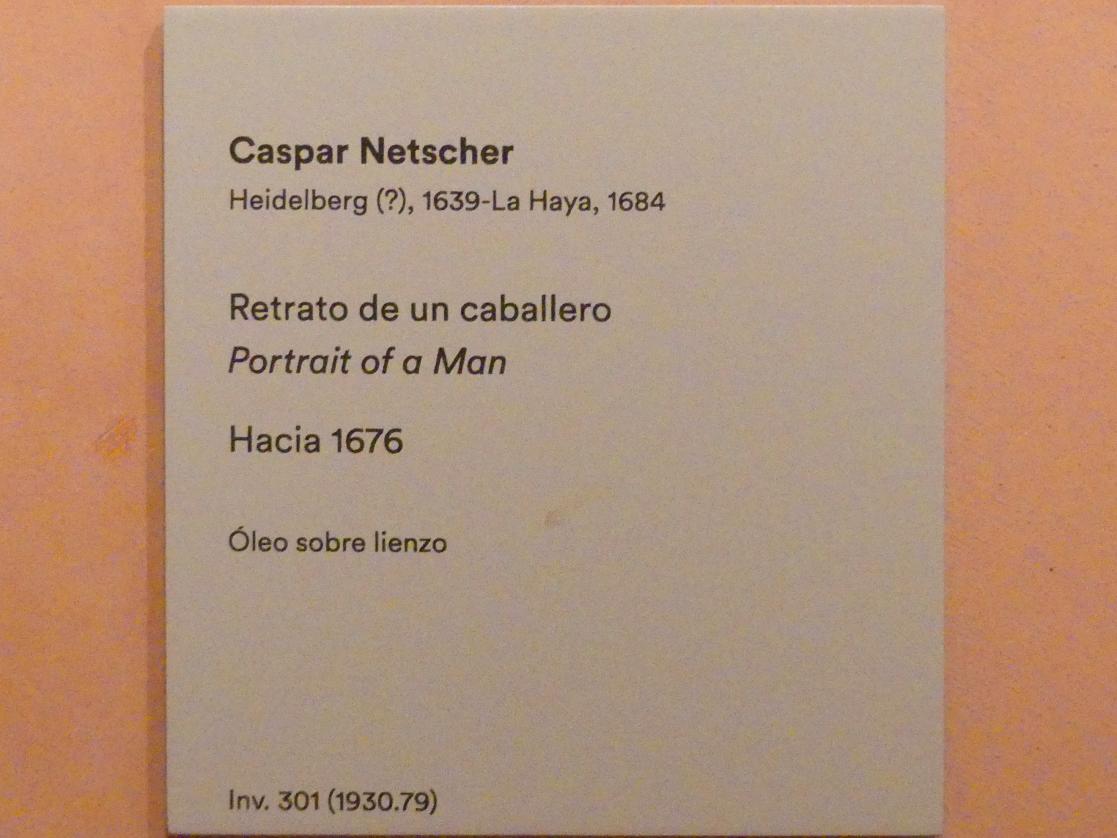 Caspar Netscher
Heidelberg (?), 1639-La Haya, 1684
Retrato de un caballero
Portrait of a Man
Hacia 1676
Óleo sobre lienzo
Inv. 301 (1930.79)